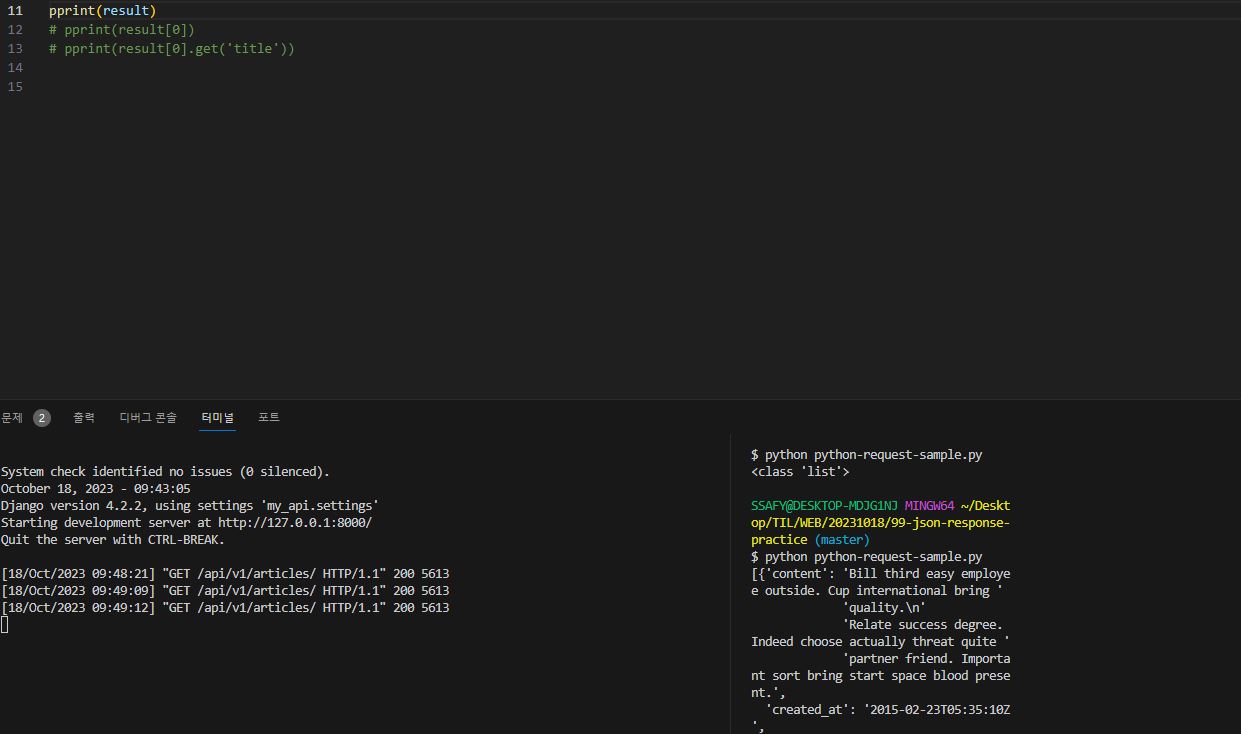 11 pprint(result)
12 # pprint(result[0])
13 # pprint(result[0].get('title'))
14
15
문제 2 출력 디버그 콘솔 터미널 포트
System check identified no issues (0 silenced).
October 18, 2023 - 09:43:05
Django version 4.2.2, using settings 'my_api.settings'
Starting development server at http://127.0.0.1:8000/
Quit the server with CTRL-BREAK.
[18/Oct/2023 09:48:21] "GET /api/v1/articles/ HTTP/1.1" 200 5613
[18/Oct/2023 09:49:09] "GET /api/v1/articles/ HTTP/1.1" 200 5613
[18/Oct/2023 09:49:12] "GET /api/v1/articles/ HTTP/1.1" 200 5613
$ python python-request-sample.py
<class 'list'>
SSAFY@DESKTOP-MDJG1NJ MINGW64 ~/Deskt
op/TIL/WEB/20231018/99-json-response-
practice (master)
$ python python-request-sample.py
[{'content': 'Bill third easy employe
e outside. Cup international bring '
'quality.\n'
'Relate success degree.
Indeed choose actually threat quite '
'partner friend. Importa
nt sort bring start space blood prese
nt.',
'created_at': '2015-02-23T05:35:10Z
',